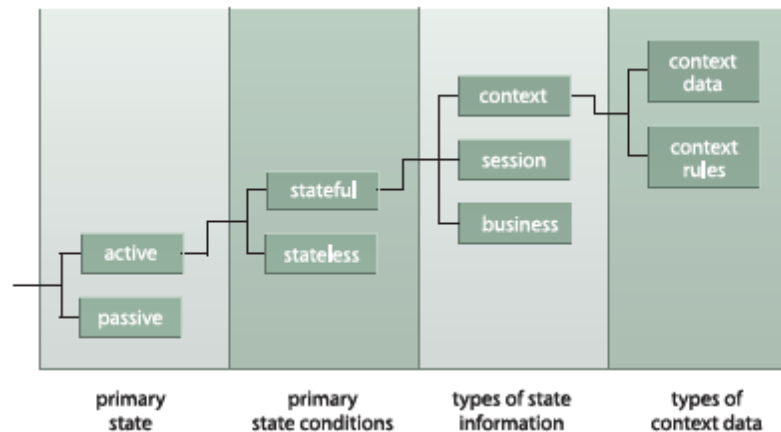 active
passive
stateful
stateless
context
session
business
context
data
context
rules
primary
state
primary
state conditions
types of state
information
types of
context data